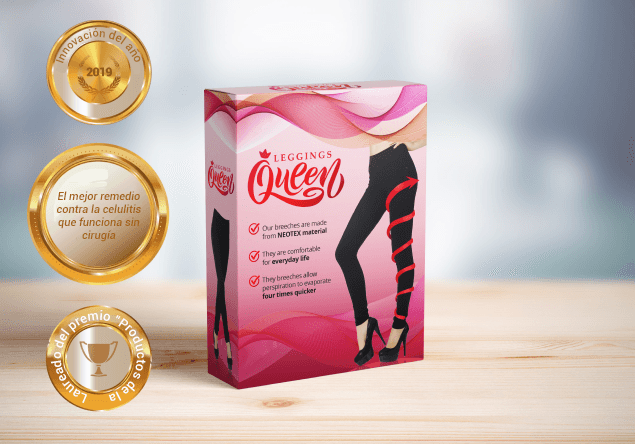 Innovación del año
2019
El mejor remedio
contra la celulitis
que funciona sin
cirugía
Laureado del premio "Productos de la
LEGGINGS
Queen
LEGGINGS
Queen
Our breeches are made
from NEOTEX material
They are comfortable
for everyday life
They breeches allow
perspiration to evaporate
four times quicker